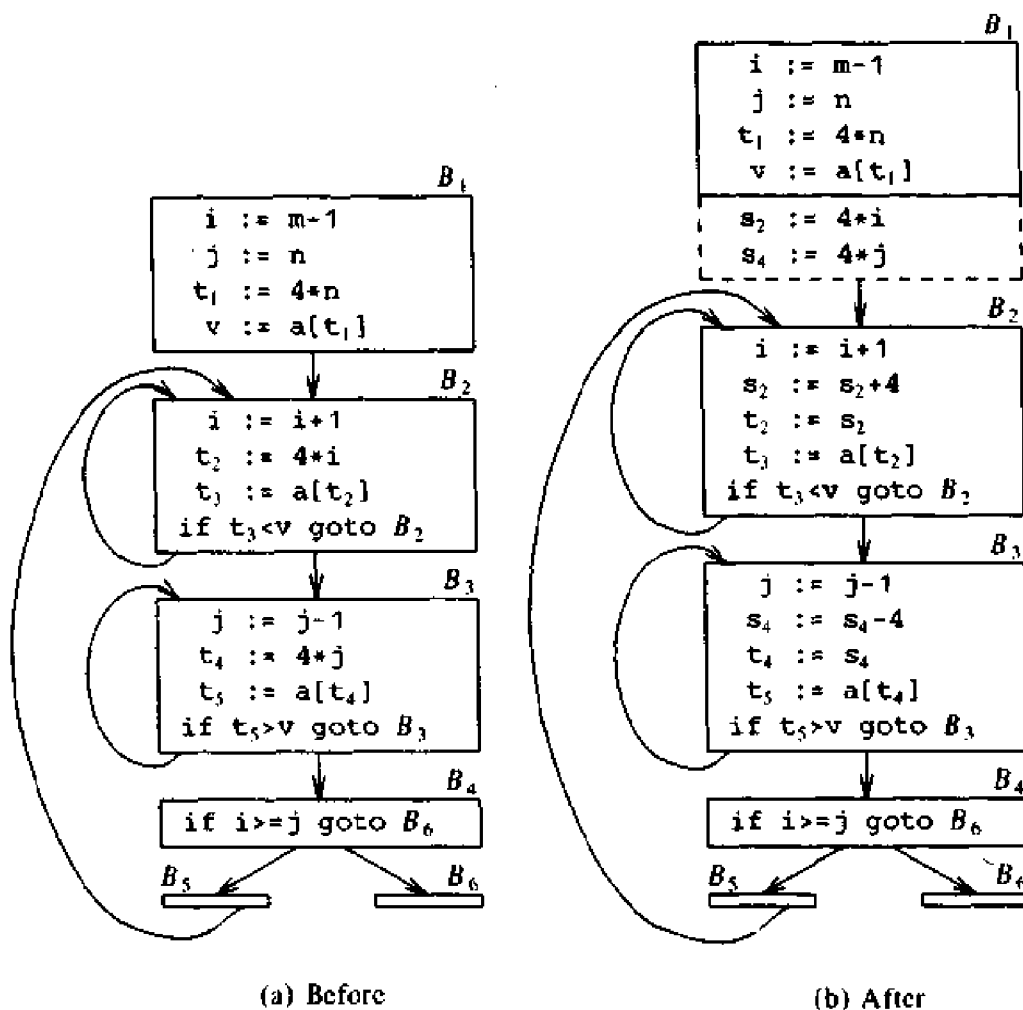 B₁
i := m-1
j := n
t₁ := 4*n
v := a[t₁]
B₂
i := i+1
t₂ := 4*i
t₃ := a[t₂]
if t₃<v goto B₂
B₃
j := j-1
t₄ := 4*j
t₅ := a[t₄]
if t₅>v goto B₃
B₄
if i>=j goto B₆
B₅
B₆
(a) Before
B₁
i := m-1
j := n
t₁ := 4*n
v := a[t₁]
s₂ := 4*i
s₄ := 4*j
B₂
i := i+1
s₂ := s₂+4
t₂ := s₂
t₃ := a[t₂]
if t₃<v goto B₂
B₃
j := j-1
s₄ := s₄-4
t₄ := s₄
t₅ := a[t₄]
if t₅>v goto B₃
B₄
if i>=j goto B₆
B₅
B₆
(b) After